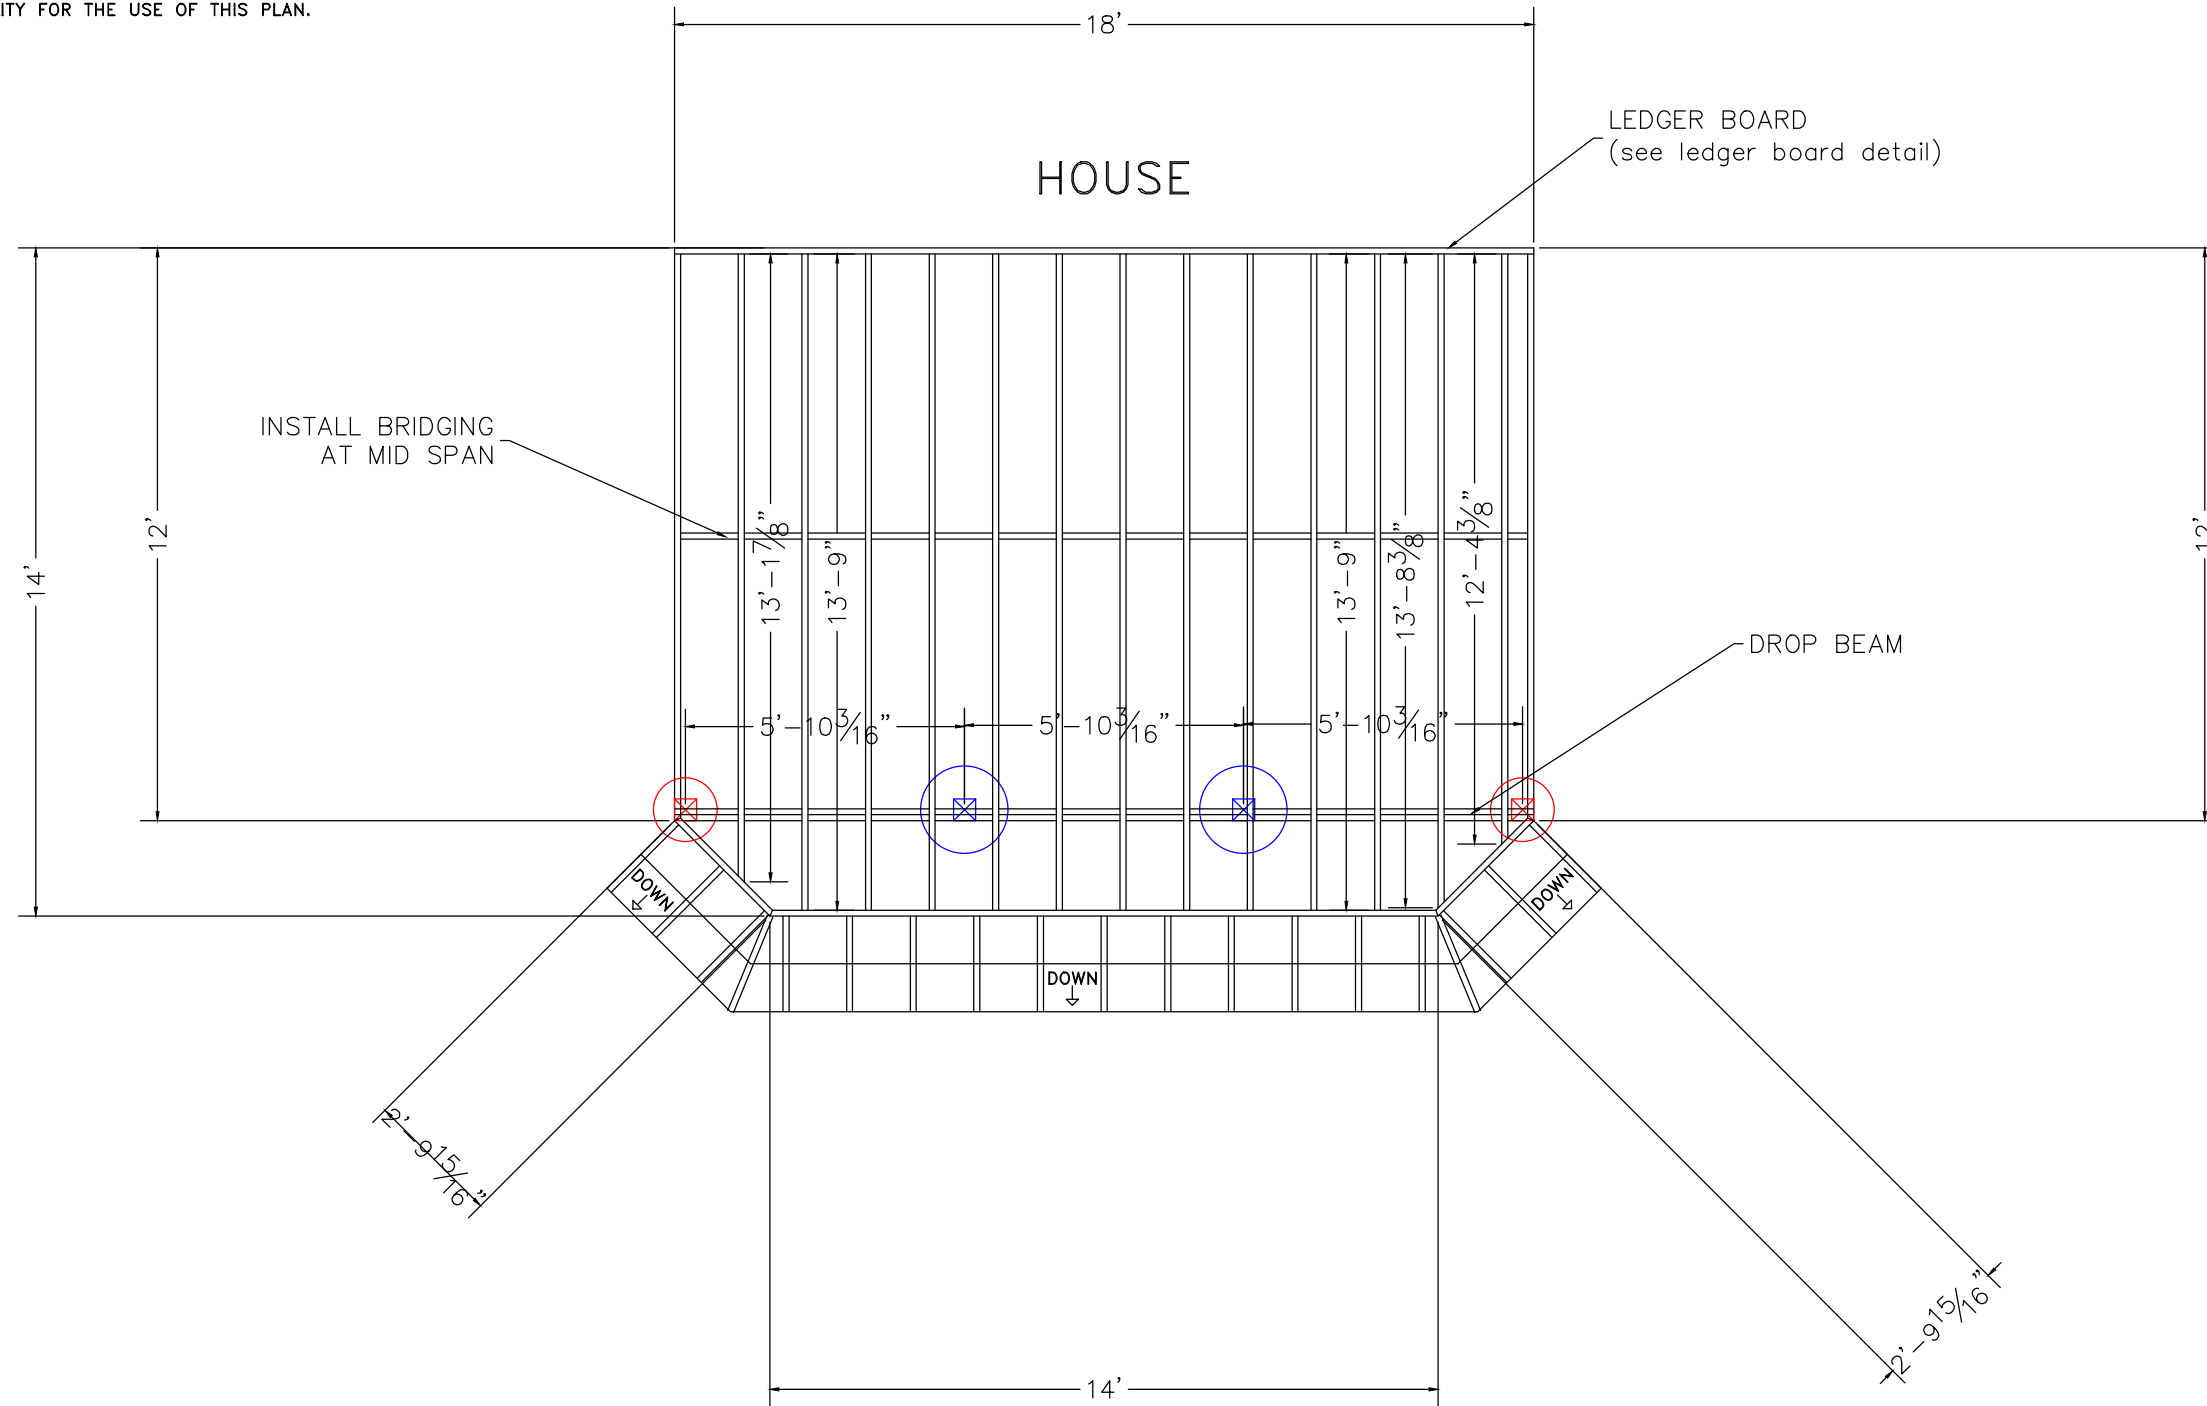 ITY FOR THE USE OF THIS PLAN.
18'
LEDGER BOARD
(see ledger board detail)
HOUSE
INSTALL BRIDGING
AT MID SPAN
14'
12'
13'-1 7/8"
13'-9"
13'-9"
13'-8 3/8"
12'-4 3/8"
12'
DROP BEAM
5'-10 3/16"
5'-10 3/16"
5'-10 3/16"
DOWN
DOWN
DOWN
2'-9 15/16"
2'-9 15/16"
14'